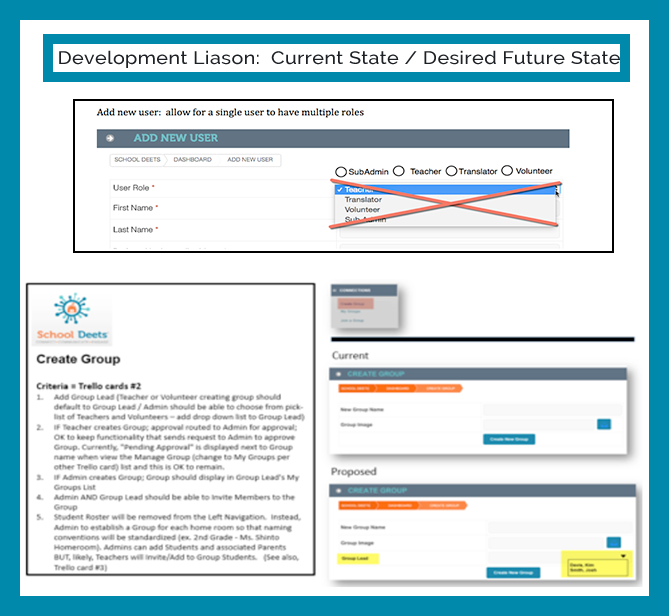 Development Liason:  Current State / Desired Future State
Add new user:  allow for a single user to have multiple roles
ADD NEW USER
SCHOOL DEETS DASHBOARD ADD NEW USER
SubAdmin Teacher Translator Volunteer
User Role *
✓ Teacher
Translator
Volunteer
Sub Admin
First Name *
Last Name *
School Deets
Create Group
Criteria = Trello cards #2
1. Add Group Lead (Teacher or Volunteer creating group should
default to Group Lead / Admin should be able to choose from pick-
list of Teachers and Volunteers – add drop down list to Group Lead)
2. IF Teacher creates Group; approval routed to Admin for approval;
OK to keep functionality that sends request to Admin to approve
Group. Currently, "Pending Approval" is displayed next to Group
name when view the Manage Group (change to My Groups per
other Trello card) list and this is OK to remain.
3. IF Admin creates Group; Group should display in Group Lead's My
Groups List
4. Admin AND Group Lead should be able to Invite Members to the
Group
5. Student Roster will be removed from the Left Navigation.  Instead,
Admin to establish a Group for each home room so that naming
conventions will be standardized (ex. 2nd Grade - Ms. Shinto
Homeroom). Admins can add Students and associated Parents
BUT, likely, Teachers will Invite/Add to Group Students.  (See also,
Trello card #3)
CONNECTIONS
Create Group
My Groups
Join a Group
Current
CREATE GROUP
SCHOOL DEETS DASHBOARD CREATE GROUP
New Group Name
Group Image
Create New Group
Proposed
CREATE GROUP
SCHOOL DEETS DASHBOARD CREATE GROUP
New Group Name
Group Image
Group Lead
Davis, Kim
Smith, Josh
Create New Group